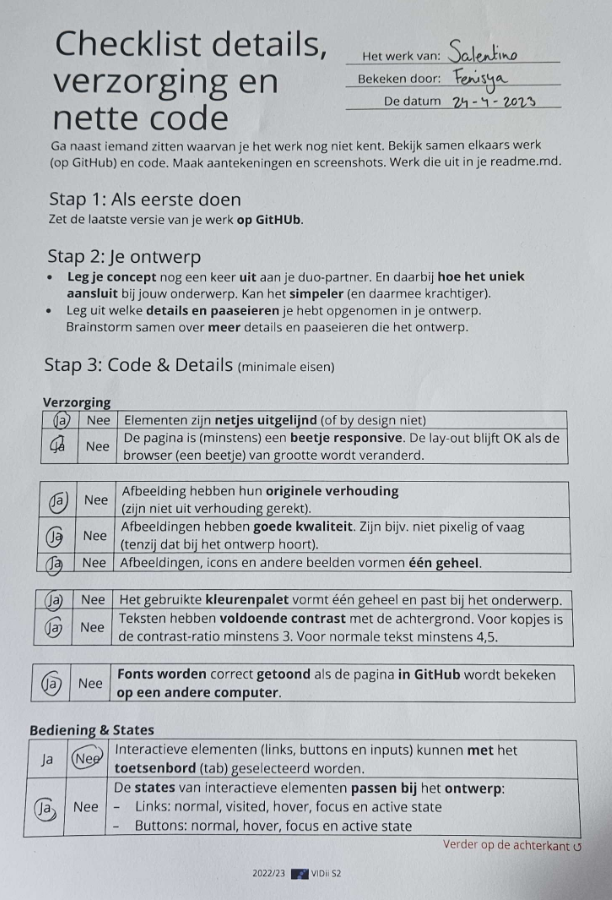 Checklist details,
verzorging en
nette code
Het werk van: Salentino
Bekeken door: Fenisya
De datum 24-4-2023
Ga naast iemand zitten waarvan je het werk nog niet kent. Bekijk samen elkaars werk
(op GitHub) en code. Maak aantekeningen en screenshots. Werk die uit in je readme.md.
Stap 1: Als eerste doen
Zet de laatste versie van je werk op GitHUb.
Stap 2: Je ontwerp
• Leg je concept nog een keer uit aan je duo-partner. En daarbij hoe het uniek
aansluit bij jouw onderwerp. Kan het simpeler (en daarmee krachtiger).
• Leg uit welke details en paaseieren je hebt opgenomen in je ontwerp.
Brainstorm samen over meer details en paaseieren die het ontwerp.
Stap 3: Code & Details (minimale eisen)
Verzorging
Ja Nee Elementen zijn netjes uitgelijnd (of by design niet)
Ja Nee De pagina is (minstens) een beetje responsive. De lay-out blijft OK als de
browser (een beetje) van grootte wordt veranderd.
Ja Nee Afbeelding hebben hun originele verhouding
(zijn niet uit verhouding gerekt).
Ja Nee Afbeeldingen hebben goede kwaliteit. Zijn bijv. niet pixelig of vaag
(tenzij dat bij het ontwerp hoort).
Ja Nee Afbeeldingen, icons en andere beelden vormen één geheel.
Ja Nee Het gebruikte kleurenpalet vormt één geheel en past bij het onderwerp.
Ja Nee Teksten hebben voldoende contrast met de achtergrond. Voor kopjes is
de contrast-ratio minstens 3. Voor normale tekst minstens 4,5.
Ja Nee Fonts worden correct getoond als de pagina in GitHub wordt bekeken
op een andere computer.
Bediening & States
Ja Nee Interactieve elementen (links, buttons en inputs) kunnen met het
toetsenbord (tab) geselecteerd worden.
Ja Nee De states van interactieve elementen passen bij het ontwerp:
– Links: normal, visited, hover, focus en active state
– Buttons: normal, hover, focus en active state
Verder op de achterkant ↺
2022/23 VIDii S2